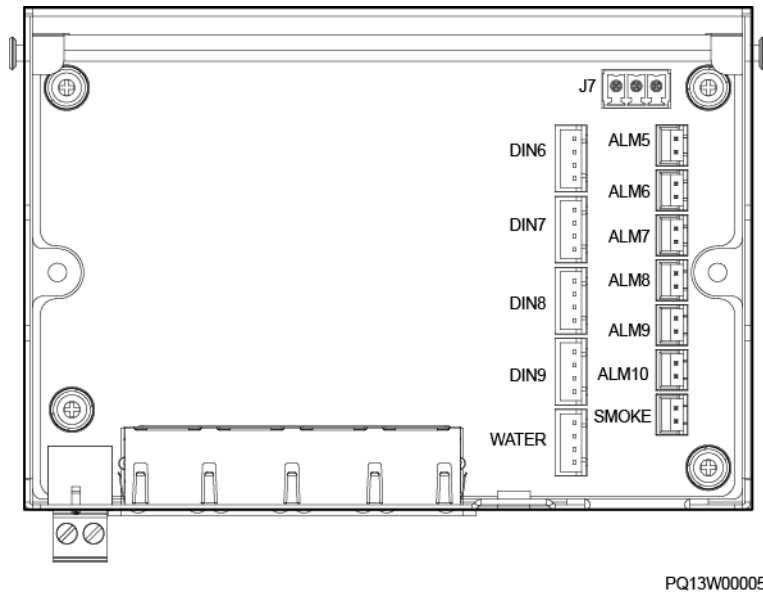 J7
DIN6
ALM5
ALM6
DIN7
ALM7
ALM8
DIN8
ALM9
DIN9
ALM10
SMOKE
WATER
PQ13W00005